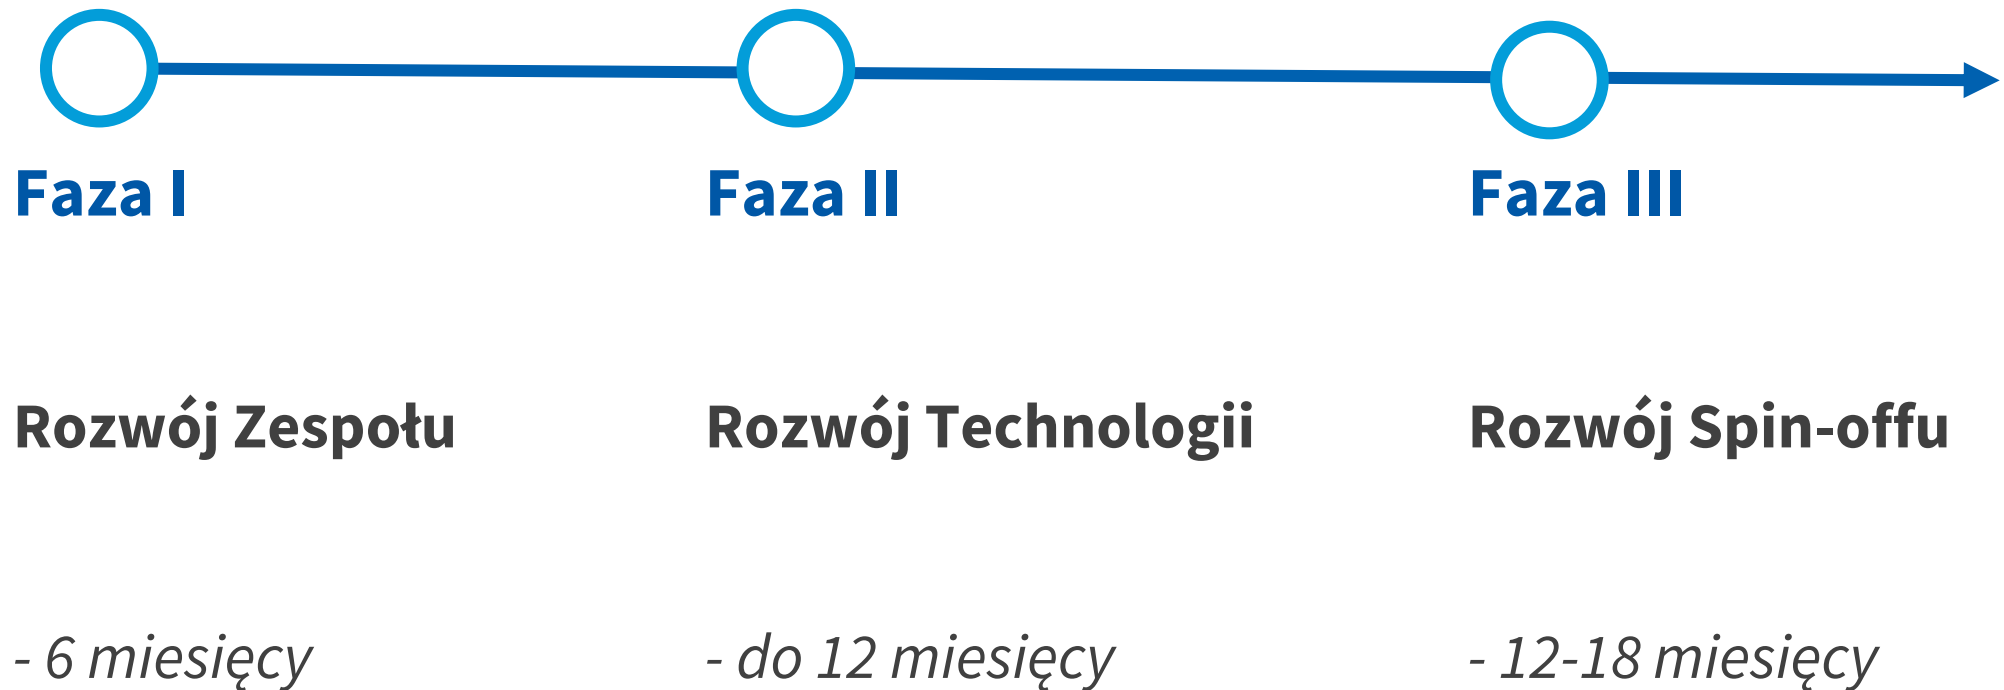 Faza I
Faza II
Faza III
Rozwój Zespołu
Rozwój Technologii
Rozwój Spin-offu
- 6 miesięcy
- do 12 miesięcy
- 12-18 miesięcy